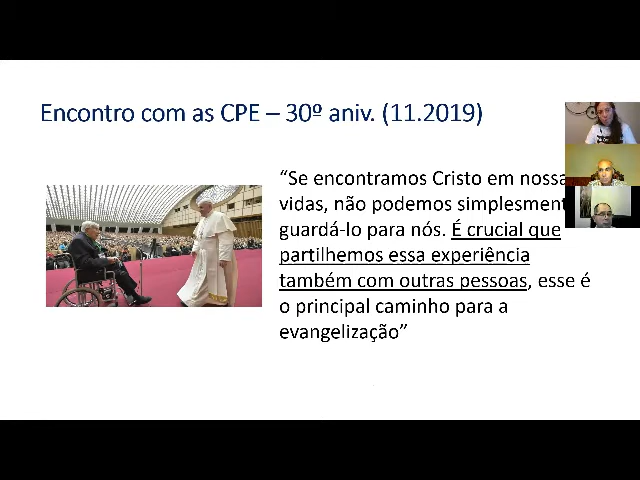 Encontro com as CPE – 30º aniv. (11.2019)
“Se encontramos Cristo em nossa
vidas, não podemos simplesment
guardá-lo para nós. É crucial que
partilhemos essa experiência
também com outras pessoas, esse é
o principal caminho para a
evangelização”